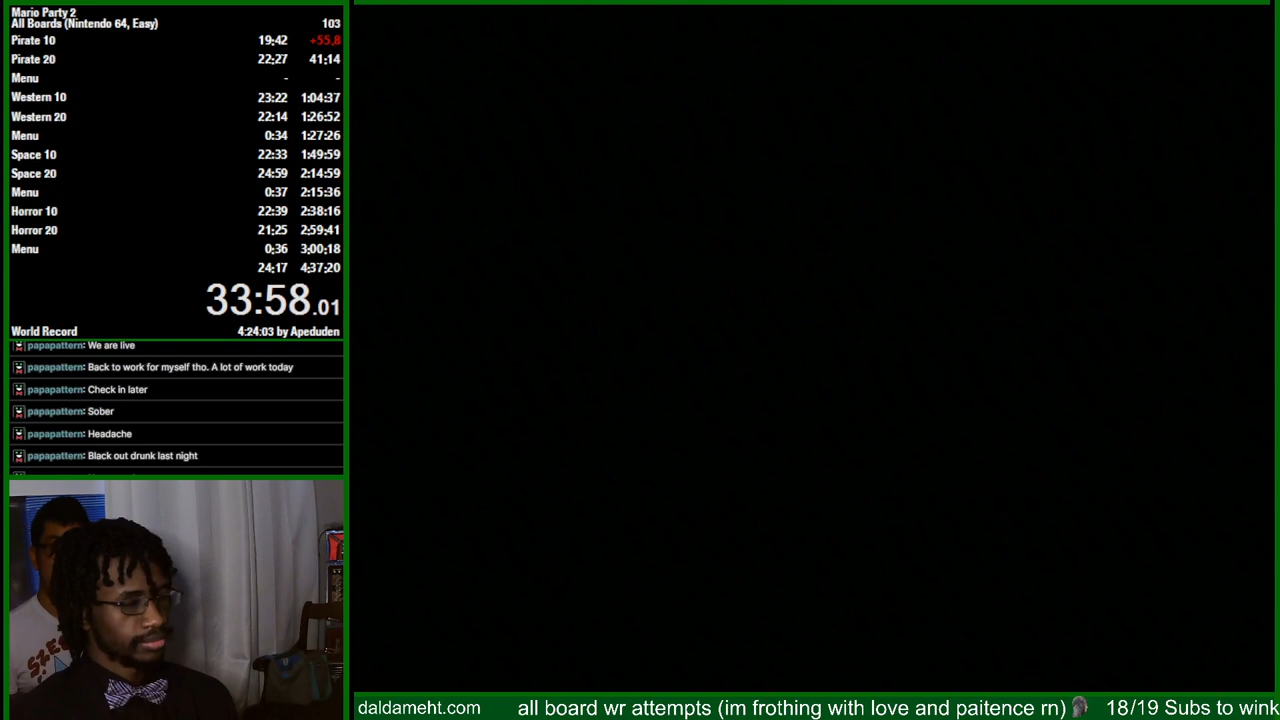 Mario Party 2
All Boards (Nintendo 64, Easy) 103
Pirate 10 19:42 +55.8
Pirate 20 22:27 41:14
Menu - -
Western 10 23:22 1:04:37
Western 20 22:14 1:26:52
Menu 0:34 1:27:26
Space 10 22:33 1:49:59
Space 20 24:59 2:14:59
Menu 0:37 2:15:36
Horror 10 22:39 2:38:16
Horror 20 21:25 2:59:41
Menu 0:36 3:00:18
24:17 4:37:20
33:58.01
World Record 4:24:03 by Apeduden
papapattern: We are live
papapattern: Back to work for myself tho. A lot of work today
papapattern: Check in later
papapattern: Sober
papapattern: Headache
papapattern: Black out drunk last night
daldameht.com all board wr attempts (im frothing with love and paitence rn) 18/19 Subs to wink